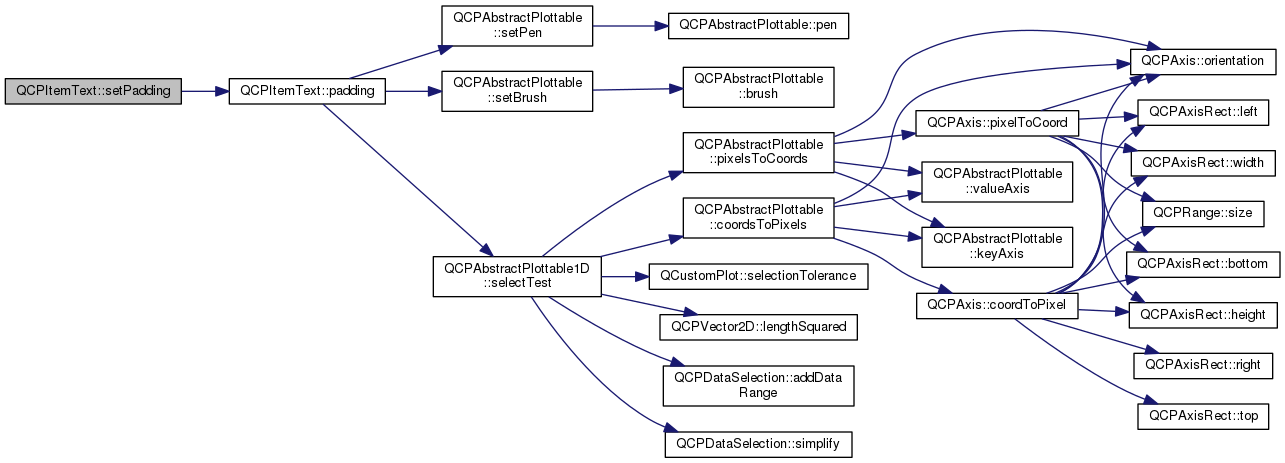 QCPItemText::setPadding
QCPItemText::padding
QCPAbstractPlottable
::setPen
QCPAbstractPlottable::pen
QCPAbstractPlottable
::setBrush
QCPAbstractPlottable
::brush
QCPAbstractPlottable1D
::selectTest
QCPAbstractPlottable
::pixelsToCoords
QCPAbstractPlottable
::coordsToPixels
QCustomPlot::selectionTolerance
QCPVector2D::lengthSquared
QCPDataSelection::addData
Range
QCPDataSelection::simplify
QCPAxis::pixelToCoord
QCPAbstractPlottable
::valueAxis
QCPAbstractPlottable
::keyAxis
QCPAxis::coordToPixel
QCPAxis::orientation
QCPAxisRect::left
QCPAxisRect::width
QCPRange::size
QCPAxisRect::bottom
QCPAxisRect::height
QCPAxisRect::right
QCPAxisRect::top